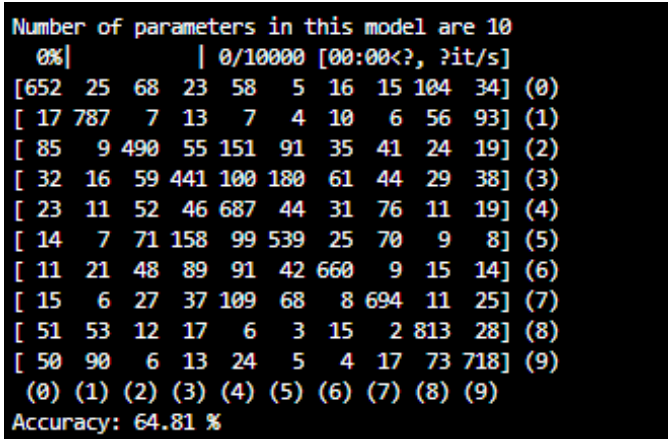 Number of parameters in this model are 10
0%| | 0/10000 [00:00<?, ?it/s]
[652 25 68 23 58 5 16 15 104 34] (0)
[ 17 787 7 13 7 4 10 6 56 93] (1)
[ 85 9 490 55 151 91 35 41 24 19] (2)
[ 32 16 59 441 100 180 61 44 29 38] (3)
[ 23 11 52 46 687 44 31 76 11 19] (4)
[ 14 7 71 158 99 539 25 70 9 8] (5)
[ 11 21 48 89 91 42 660 9 15 14] (6)
[ 15 6 27 37 109 68 8 694 11 25] (7)
[ 51 53 12 17 6 3 15 2 813 28] (8)
[ 50 90 6 13 24 5 4 17 73 718] (9)
(0) (1) (2) (3) (4) (5) (6) (7) (8) (9)
Accuracy: 64.81 %